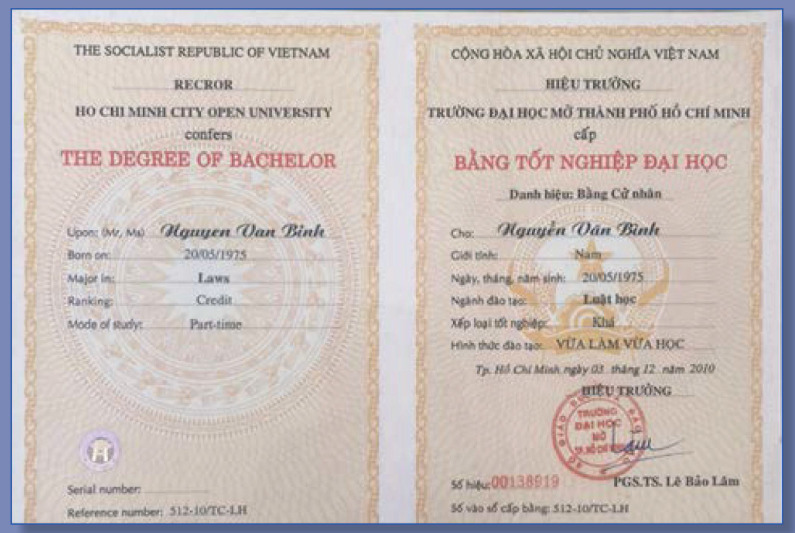 THE SOCIALIST REPUBLIC OF VIETNAM
RECROR
HO CHI MINH CITY OPEN UNIVERSITY
confers
THE DEGREE OF BACHELOR
Upon: (Mr, Ms) Nguyen Van Binh
Born on: 20/05/1975
Major in: Laws
Ranking: Credit
Mode of study: Part-time
Serial number:
Reference number: 512-10/TC-LH
CỘNG HÒA XÃ HỘI CHỦ NGHĨA VIỆT NAM
HIỆU TRƯỞNG
TRƯỜNG ĐẠI HỌC MỞ THÀNH PHỐ HỒ CHÍ MINH
cấp
BẰNG TỐT NGHIỆP ĐẠI HỌC
Danh hiệu: Bằng Cử nhân
Cho: Nguyễn Văn Bình
Giới tính: Nam
Ngày, tháng, năm sinh: 20/05/1975
Ngành đào tạo: Luật học
Xếp loại tốt nghiệp: Khá
Hình thức đào tạo: VỪA LÀM VỪA HỌC
Tp. Hồ Chí Minh ngày 03 tháng 12 năm 2010
HIỆU TRƯỞNG
TRƯỜNG
ĐẠI HỌC
MỞ
TP.HỒ CHÍ
Số hiệu: 00138919 PGS.TS. Lê Bảo Lâm
Số vào sổ cấp bằng: 512-10/TC-LH